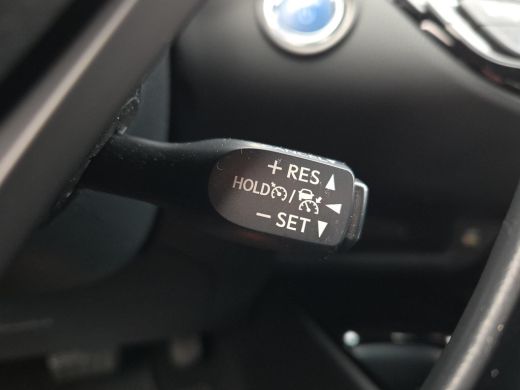 + RES ▲
HOLD / ◀
− SET ▼